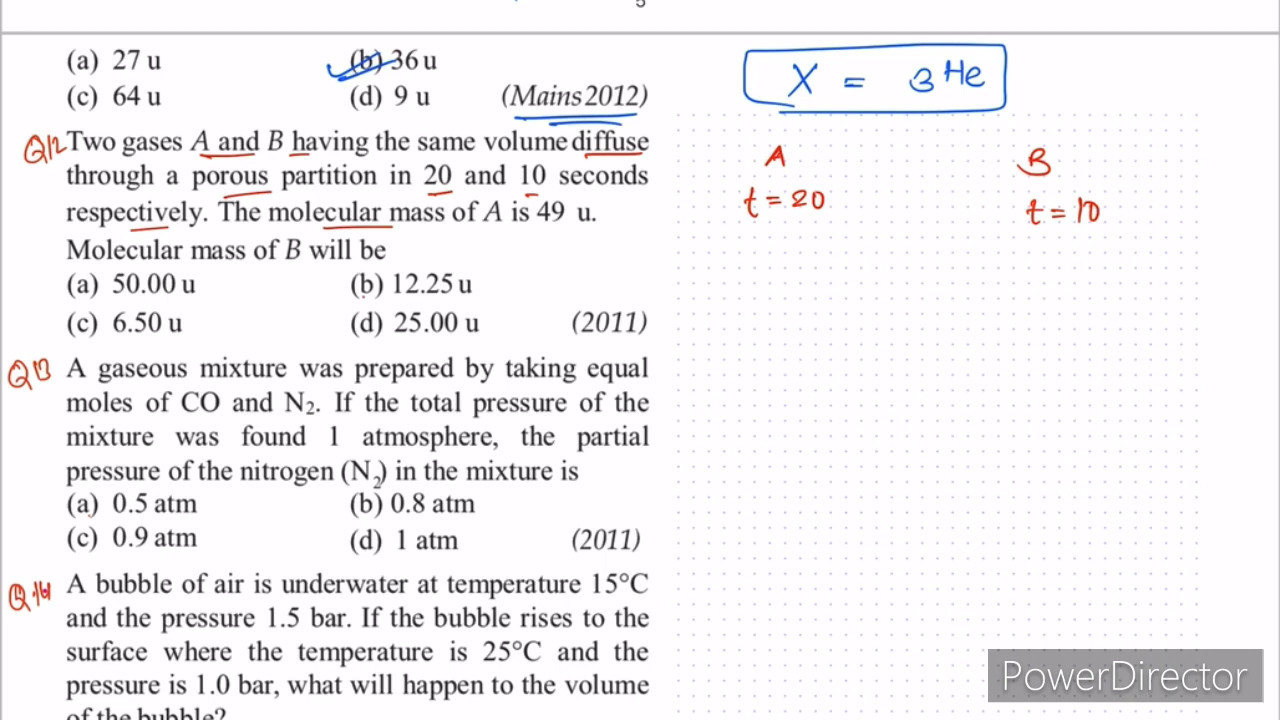 5
(a) 27 u (b) 36 u
(c) 64 u (d) 9 u (Mains 2012)
X = 3 He
Q12 Two gases A and B having the same volume diffuse
through a porous partition in 20 and 10 seconds
respectively. The molecular mass of A is 49 u.
Molecular mass of B will be
(a) 50.00 u (b) 12.25 u
(c) 6.50 u (d) 25.00 u (2011)
A B
t = 20 t = 10
Q13 A gaseous mixture was prepared by taking equal
moles of CO and N₂. If the total pressure of the
mixture was found 1 atmosphere, the partial
pressure of the nitrogen (N₂) in the mixture is
(a) 0.5 atm (b) 0.8 atm
(c) 0.9 atm (d) 1 atm (2011)
Q.14 A bubble of air is underwater at temperature 15°C
and the pressure 1.5 bar. If the bubble rises to the
surface where the temperature is 25°C and the
pressure is 1.0 bar, what will happen to the volume
of the bubble?
PowerDirector